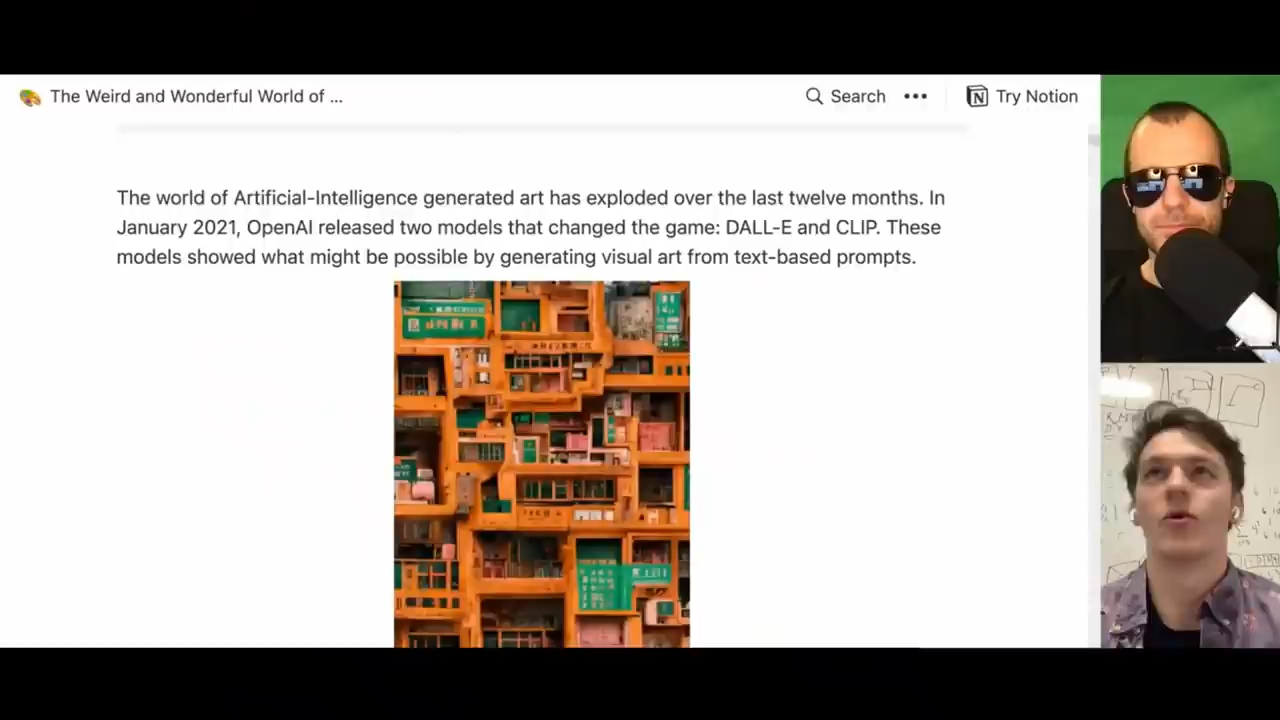 The Weird and Wonderful World of ...
Search
Try Notion
The world of Artificial-Intelligence generated art has exploded over the last twelve months. In
January 2021, OpenAI released two models that changed the game: DALL-E and CLIP. These
models showed what might be possible by generating visual art from text-based prompts.